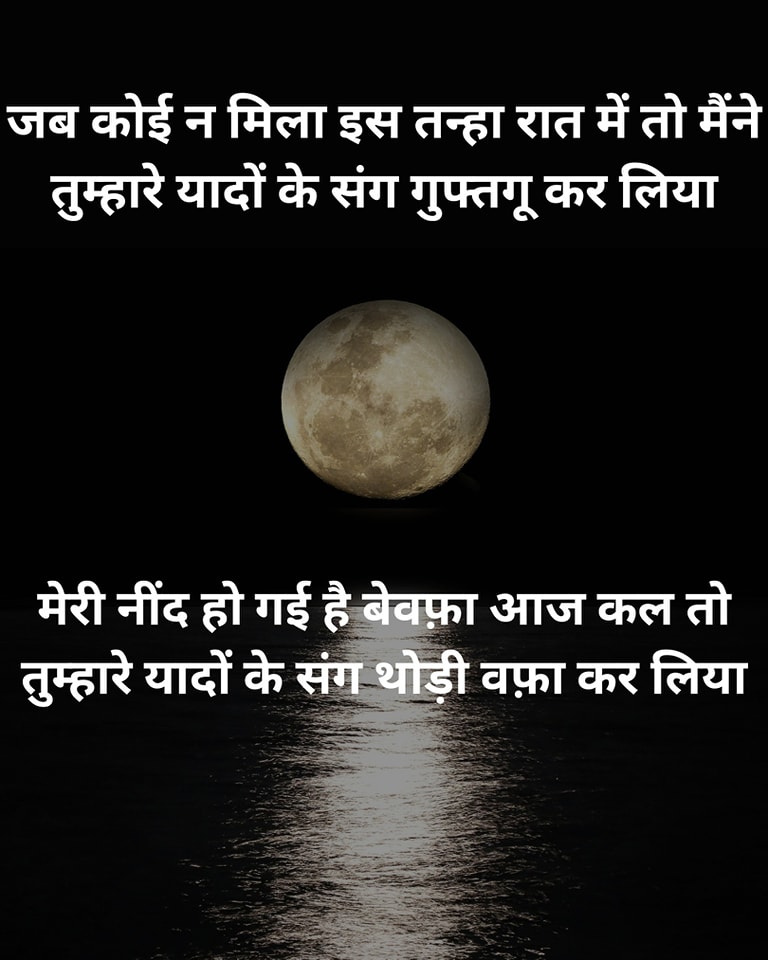 जब कोई न मिला इस तन्हा रात में तो मैंने
तुम्हारे यादों के संग गुफ्तगू कर लिया
मेरी नींद हो गई है बेवफ़ा आज कल तो
तुम्हारे यादों के संग थोड़ी वफ़ा कर लिया